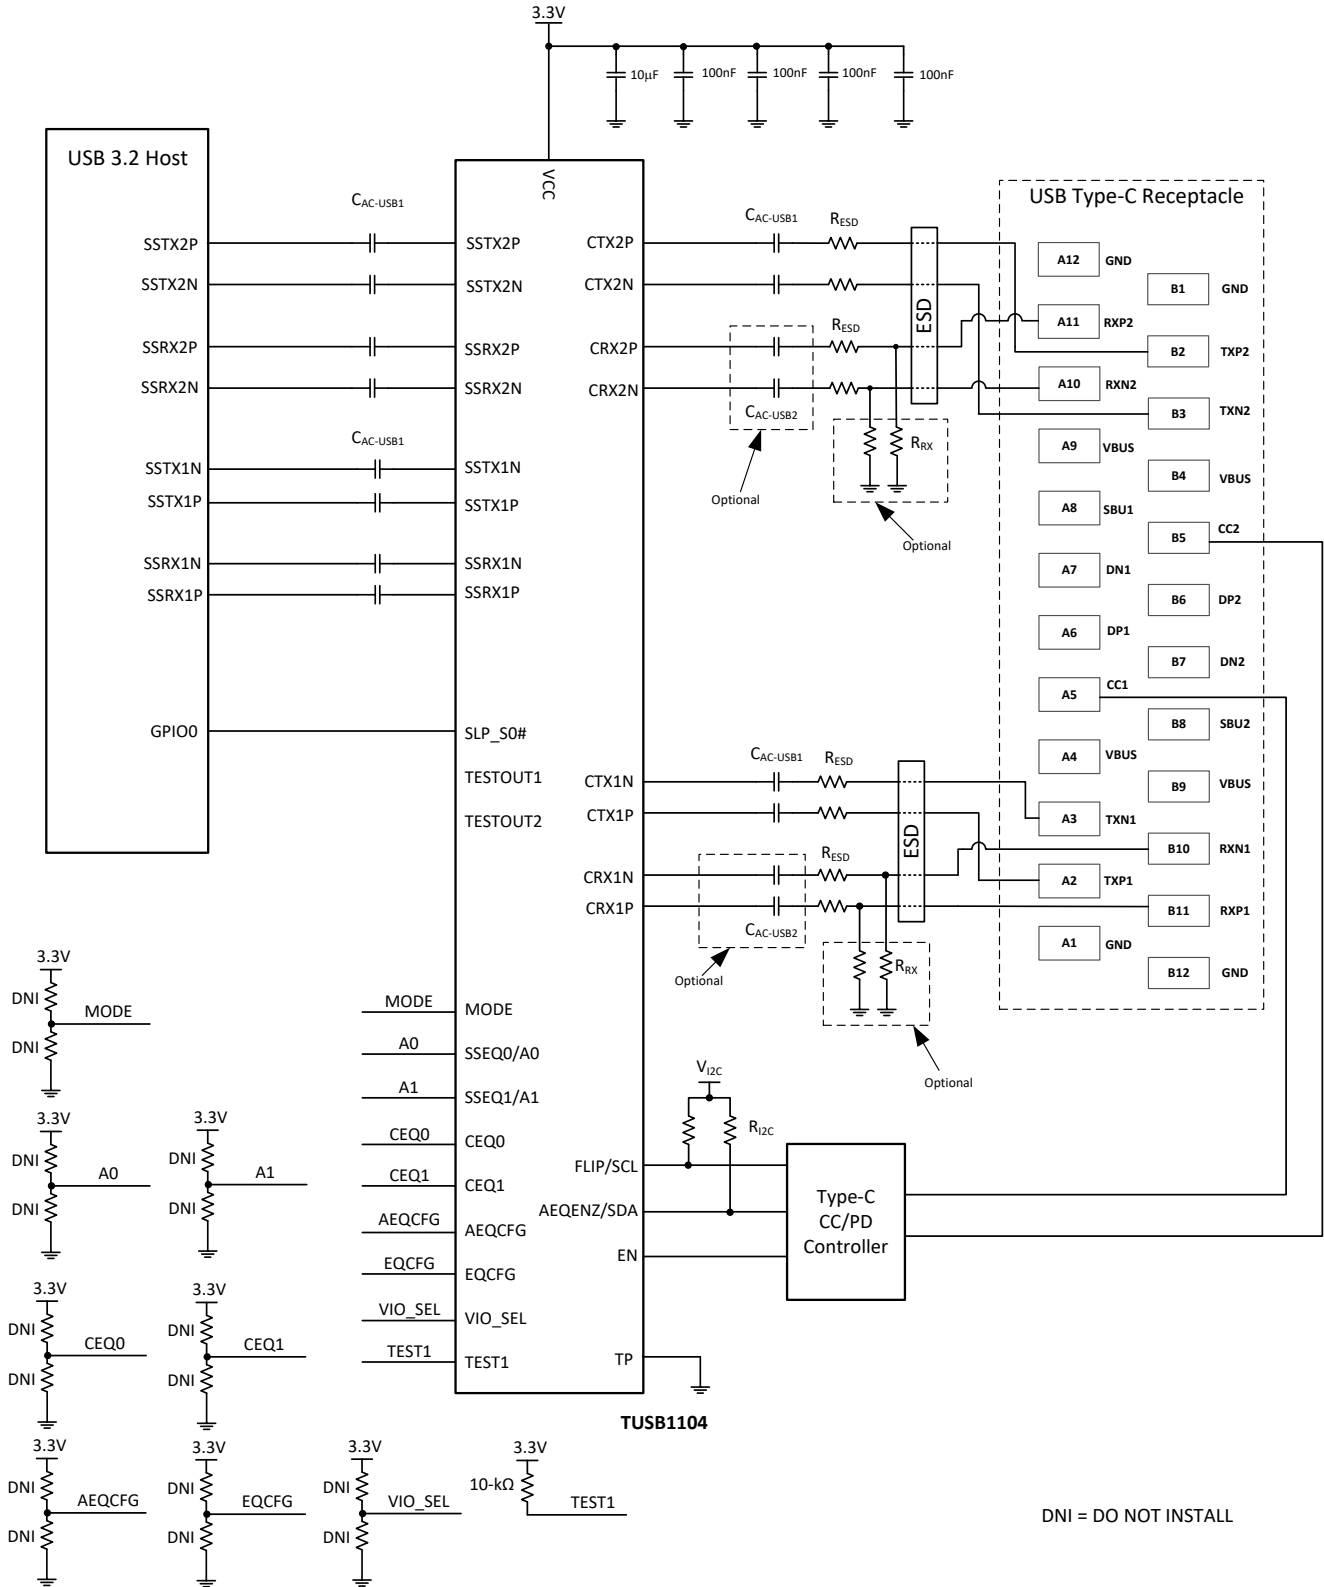 3.3V
10µF
100nF
100nF
100nF
100nF
USB 3.2 Host
SSTX2P
SSTX2N
SSRX2P
SSRX2N
SSTX1N
SSTX1P
SSRX1N
SSRX1P
GPIO0
CAC-USB1
CAC-USB1
VCC
SSTX2P
SSTX2N
SSRX2P
SSRX2N
SSTX1N
SSTX1P
SSRX1N
SSRX1P
SLP_S0#
TESTOUT1
TESTOUT2
CTX2P
CTX2N
CRX2P
CRX2N
CTX1N
CTX1P
CRX1N
CRX1P
CAC-USB1
RESD
RESD
ESD
CAC-USB2
RRX
Optional
Optional
CAC-USB1
RESD
RESD
ESD
CAC-USB2
RRX
Optional
Optional
USB Type-C Receptacle
A12 GND
B1 GND
A11 RXP2
B2 TXP2
A10 RXN2
B3 TXN2
A9 VBUS
B4 VBUS
A8 SBU1
B5 CC2
A7 DN1
B6 DP2
A6 DP1
B7 DN2
A5 CC1
B8 SBU2
A4 VBUS
B9 VBUS
A3 TXN1
B10 RXN1
A2 TXP1
B11 RXP1
A1 GND
B12 GND
MODE
MODE
A0
SSEQ0/A0
A1
SSEQ1/A1
CEQ0
CEQ0
CEQ1
CEQ1
AEQCFG
AEQCFG
EQCFG
EQCFG
VIO_SEL
VIO_SEL
TEST1
TEST1
FLIP/SCL
AEQENZ/SDA
EN
TP
VI2C
RI2C
Type-C
CC/PD
Controller
TUSB1104
3.3V
DNI
MODE
DNI
3.3V
DNI
A0
DNI
3.3V
DNI
A1
DNI
3.3V
DNI
CEQ0
DNI
3.3V
DNI
CEQ1
DNI
3.3V
DNI
AEQCFG
DNI
3.3V
DNI
EQCFG
DNI
3.3V
DNI
VIO_SEL
DNI
3.3V
10-kΩ
TEST1
DNI = DO NOT INSTALL